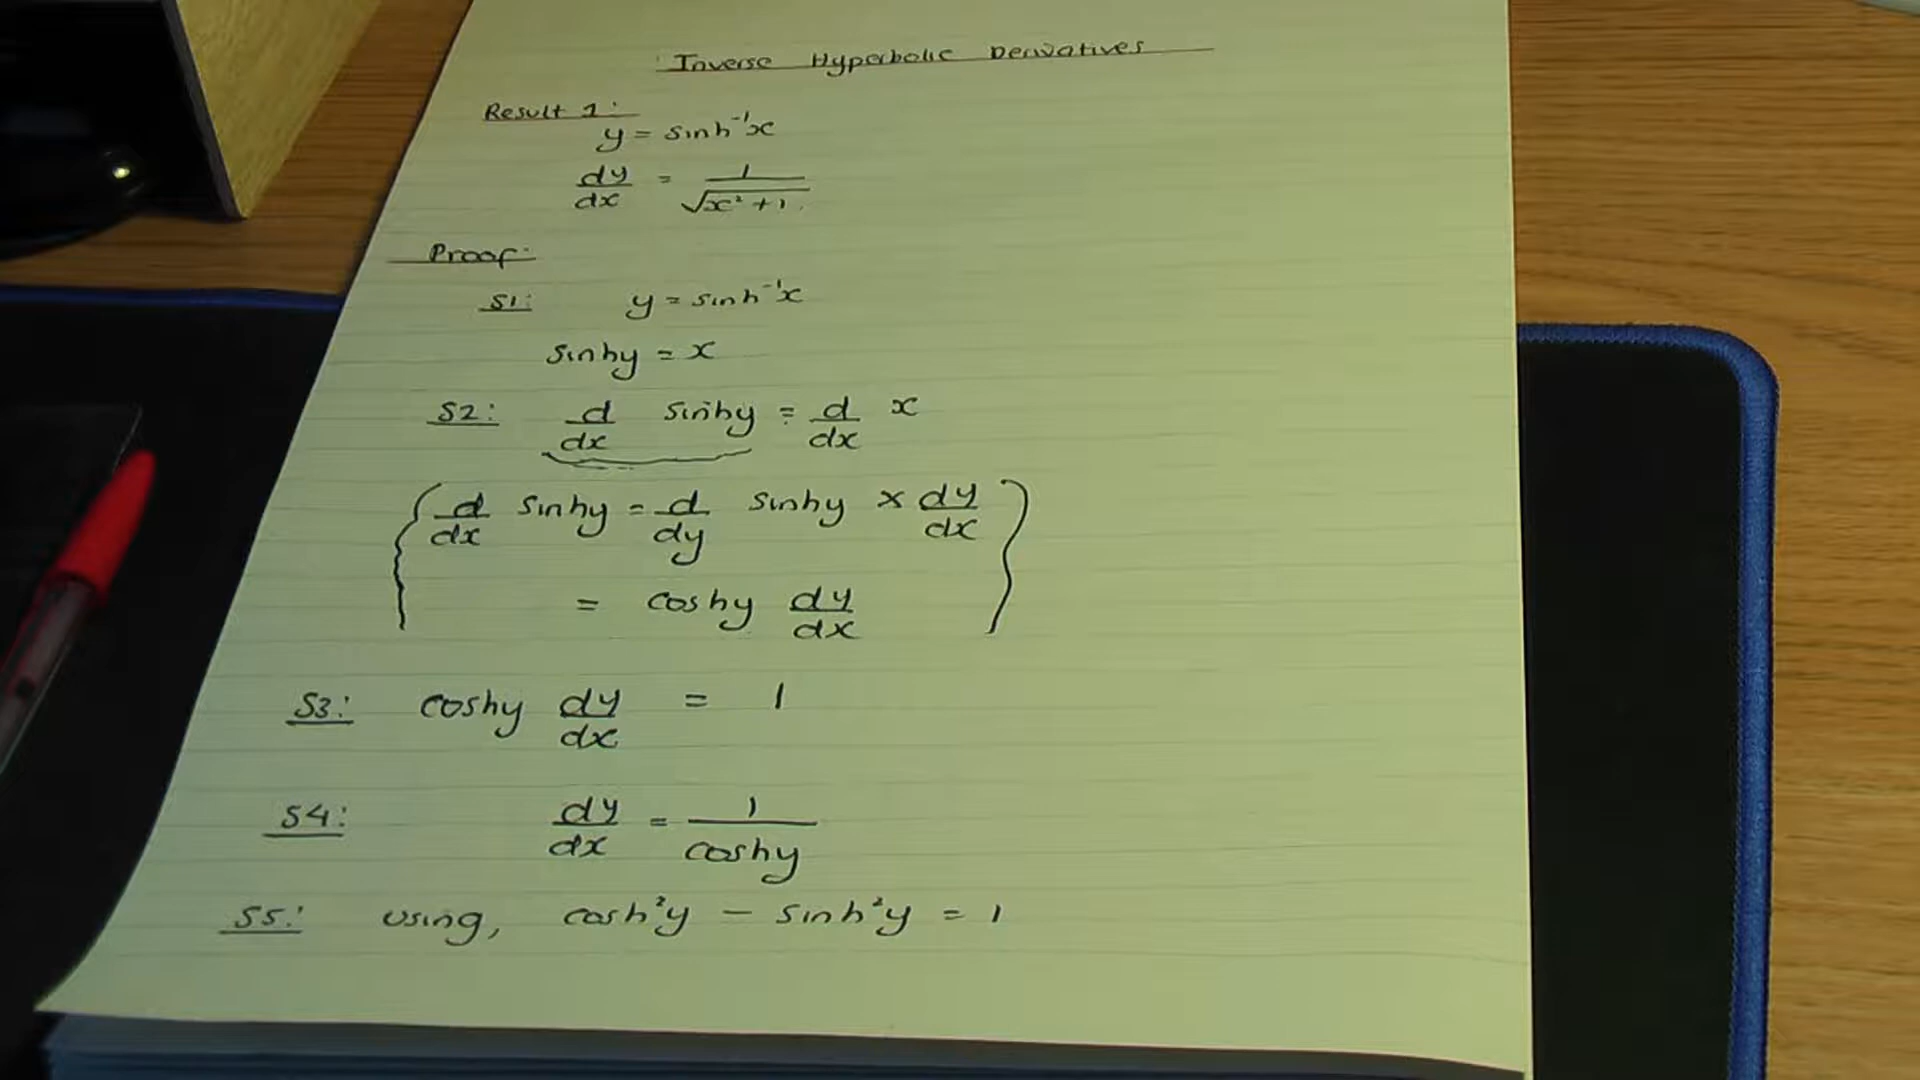 Inverse Hyperbolic Derivatives
Result 1:
y = sinh⁻¹x
dy/dx = 1/√(x²+1)
Proof:
S1: y = sinh⁻¹x
sinhy = x
S2: d/dx sinhy = d/dx x
d/dx sinhy = d/dy sinhy × dy/dx
= coshy dy/dx
S3: coshy dy/dx = 1
S4: dy/dx = 1/coshy
S5: using, cosh²y − sinh²y = 1